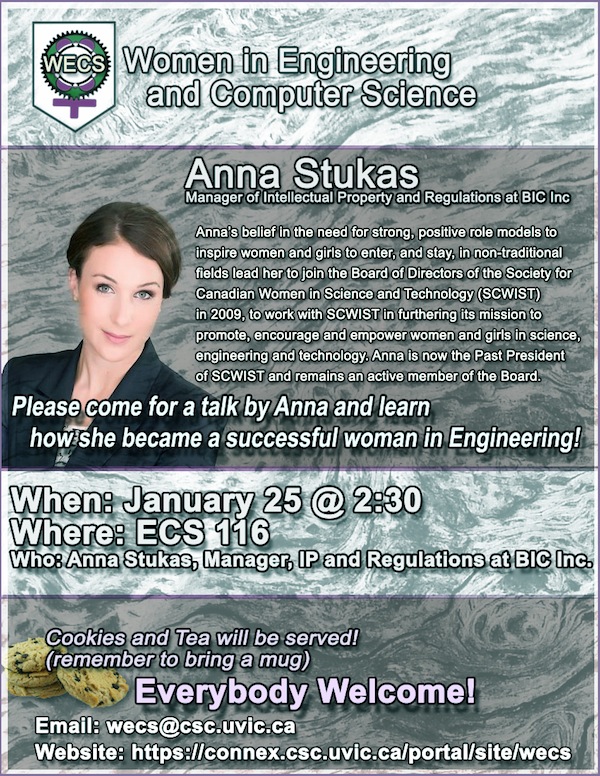 WECS
Women in Engineering
and Computer Science
Anna Stukas
Manager of Intellectual Property and Regulations at BIC Inc
Anna's belief in the need for strong, positive role models to
inspire women and girls to enter, and stay, in non-traditional
fields lead her to join the Board of Directors of the Society for
Canadian Women in Science and Technology (SCWIST)
in 2009, to work with SCWIST in furthering its mission to
promote, encourage and empower women and girls in science,
engineering and technology. Anna is now the Past President
of SCWIST and remains an active member of the Board.
Please come for a talk by Anna and learn
how she became a successful woman in Engineering!
When: January 25 @ 2:30
Where: ECS 116
Who: Anna Stukas, Manager, IP and Regulations at BIC Inc.
Cookies and Tea will be served!
(remember to bring a mug)
Everybody Welcome!
Email: wecs@csc.uvic.ca
Website: https://connex.csc.uvic.ca/portal/site/wecs